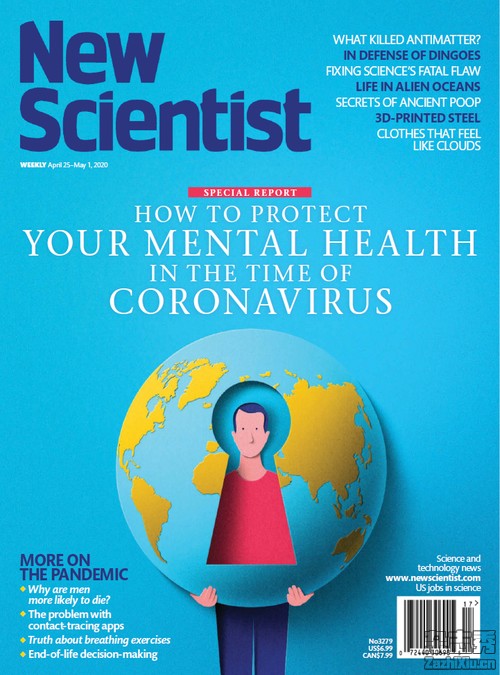 New
Scientist
WEEKLY April 25–May 1, 2020
WHAT KILLED ANTIMATTER?
IN DEFENSE OF DINGOES
FIXING SCIENCE'S FATAL FLAW
LIFE IN ALIEN OCEANS
SECRETS OF ANCIENT POOP
3D-PRINTED STEEL
CLOTHES THAT FEEL
LIKE CLOUDS
SPECIAL REPORT
HOW TO PROTECT
YOUR MENTAL HEALTH
IN THE TIME OF
CORONAVIRUS
MORE ON
THE PANDEMIC
Why are men
more likely to die?
The problem with
contact-tracing apps
Truth about breathing exercises
End-of-life decision-making
Science and
technology news
www.newscientist.com
US jobs in science
No3279
US$6.99
CAN$7.99
17
ZaZhiXiu.Cn